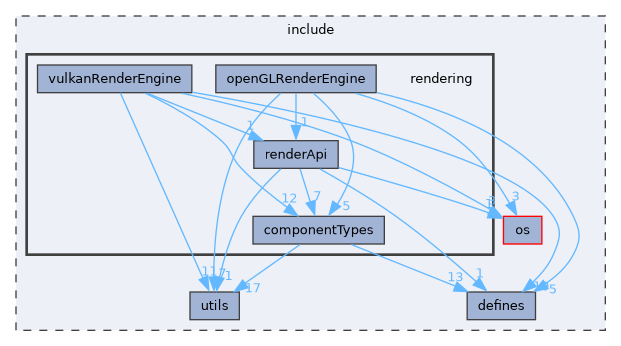 include
vulkanRenderEngine
openGLRenderEngine
rendering
1
1
renderApi
12
7
5
3
componentTypes
os
1
17
13
1
5
utils
defines